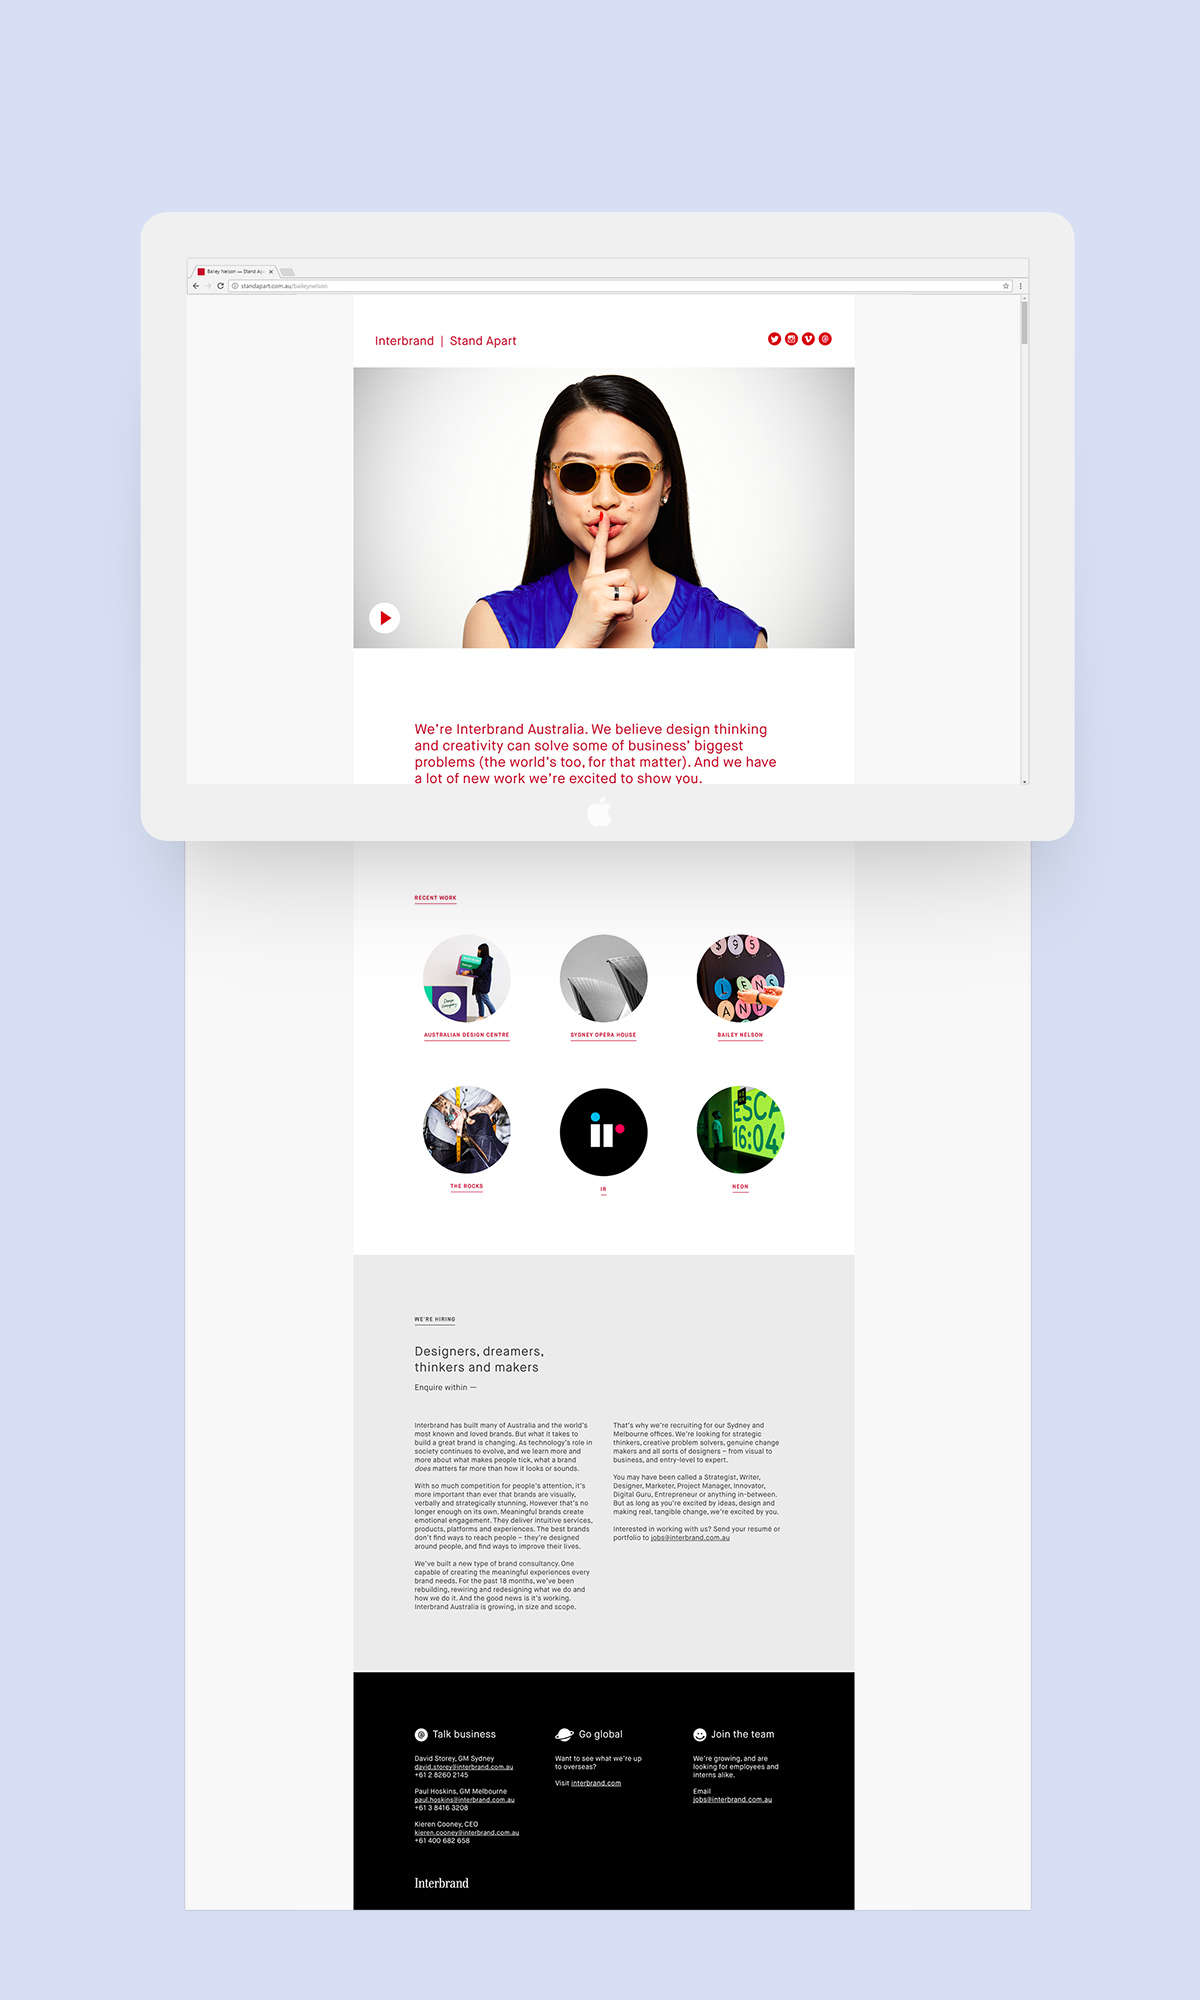 Bailey Nelson — Stand Ap
standapart.com.au/baileynelson
Interbrand | Stand Apart
We're Interbrand Australia. We believe design thinking
and creativity can solve some of business' biggest
problems (the world's too, for that matter). And we have
a lot of new work we're excited to show you.
RECENT WORK
$95
LENS
AND
AUSTRALIAN DESIGN CENTRE
SYDNEY OPERA HOUSE
BAILEY NELSON
ir
ESCA
16:04:
THE ROCKS
IR
NEON
WE'RE HIRING
Designers, dreamers,
thinkers and makers
Enquire within —
Interbrand has built many of Australia and the world's
most known and loved brands. But what it takes to
build a great brand is changing. As technology's role in
society continues to evolve, and we learn more and
more about what makes people tick, what a brand
does matters far more than how it looks or sounds.
With so much competition for people's attention, it's
more important than ever that brands are visually,
verbally and strategically stunning. However that's no
longer enough on its own. Meaningful brands create
emotional engagement. They deliver intuitive services,
products, platforms and experiences. The best brands
don't find ways to reach people – they're designed
around people, and find ways to improve their lives.
We've built a new type of brand consultancy. One
capable of creating the meaningful experiences every
brand needs. For the past 18 months, we've been
rebuilding, rewiring and redesigning what we do and
how we do it. And the good news is it's working.
Interbrand Australia is growing, in size and scope.
That's why we're recruiting for our Sydney and
Melbourne offices. We're looking for strategic
thinkers, creative problem solvers, genuine change
makers and all sorts of designers – from visual to
business, and entry-level to expert.
You may have been called a Strategist, Writer,
Designer, Marketer, Project Manager, Innovator,
Digital Guru, Entrepreneur or anything in-between.
But as long as you're excited by ideas, design and
making real, tangible change, we're excited by you.
Interested in working with us? Send your resumé or
portfolio to jobs@interbrand.com.au
Talk business
David Storey, GM Sydney
david.storey@interbrand.com.au
+61 2 8260 2145
Paul Hoskins, GM Melbourne
paul.hoskins@interbrand.com.au
+61 3 8416 3208
Kieren Cooney, CEO
kieren.cooney@interbrand.com.au
+61 400 682 658
Go global
Want to see what we're up
to overseas?
Visit interbrand.com
Join the team
We're growing, and are
looking for employees and
interns alike.
Email
jobs@interbrand.com.au
Interbrand